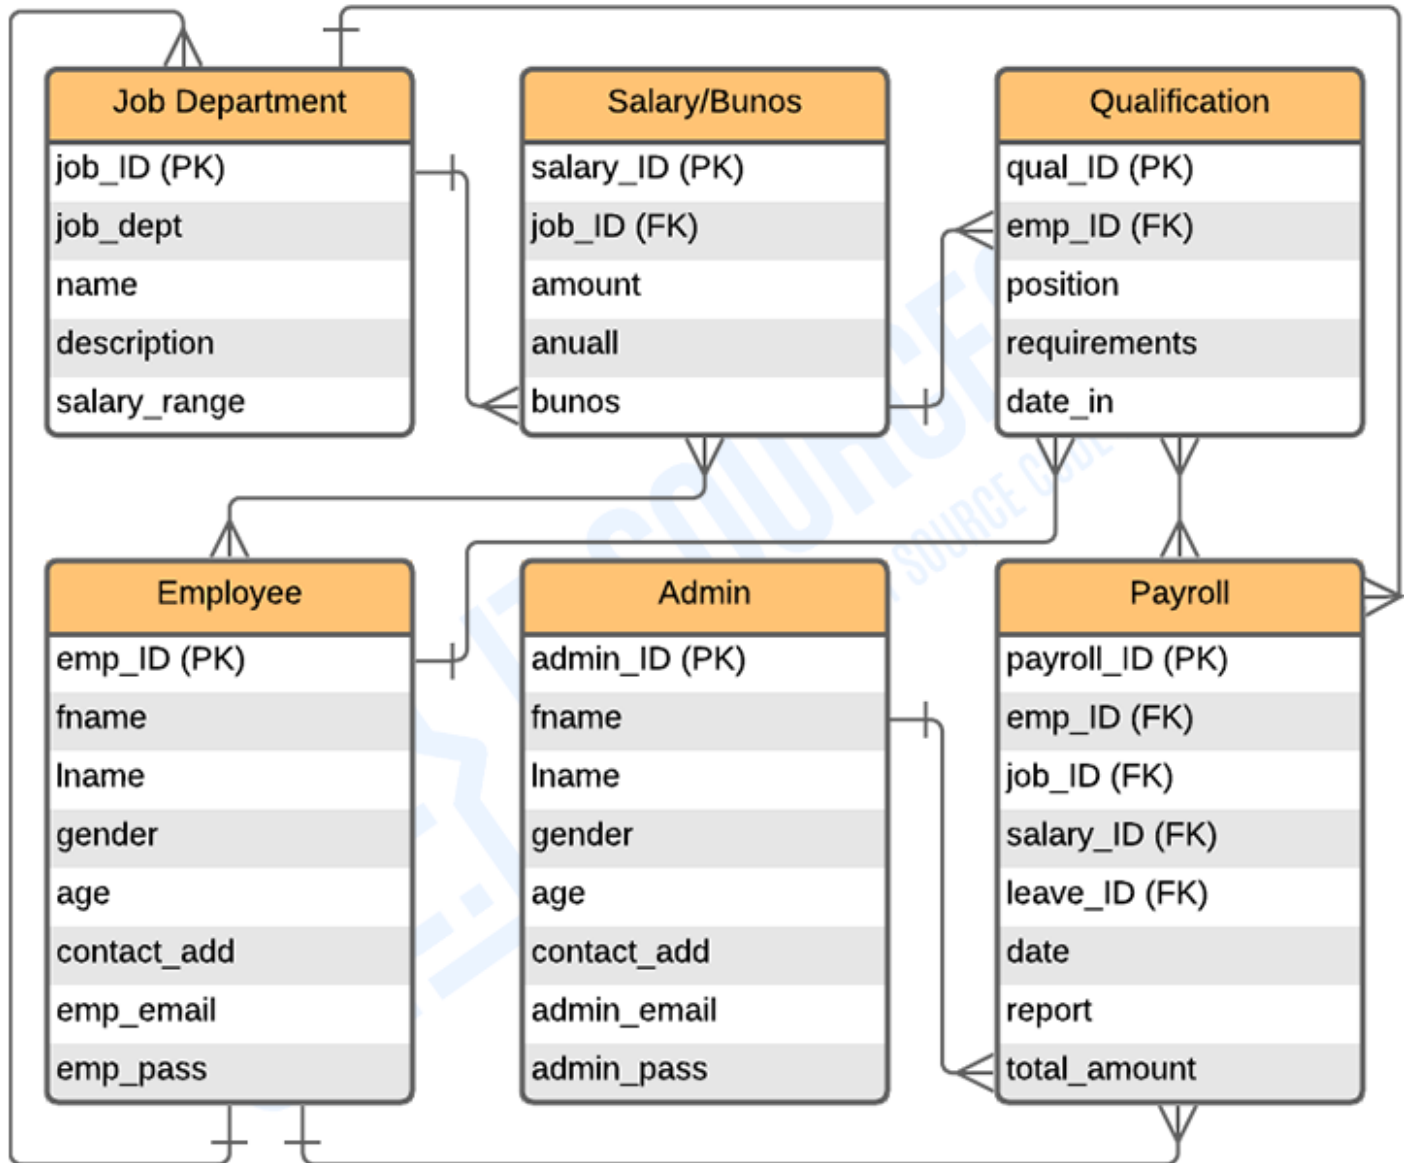 Job Department
job_ID (PK)
job_dept
name
description
salary_range
Salary/Bunos
salary_ID (PK)
job_ID (FK)
amount
anuall
bunos
Qualification
qual_ID (PK)
emp_ID (FK)
position
requirements
date_in
Employee
emp_ID (PK)
fname
lname
gender
age
contact_add
emp_email
emp_pass
Admin
admin_ID (PK)
fname
lname
gender
age
contact_add
admin_email
admin_pass
Payroll
payroll_ID (PK)
emp_ID (FK)
job_ID (FK)
salary_ID (FK)
leave_ID (FK)
date
report
total_amount
SOURCE CODE